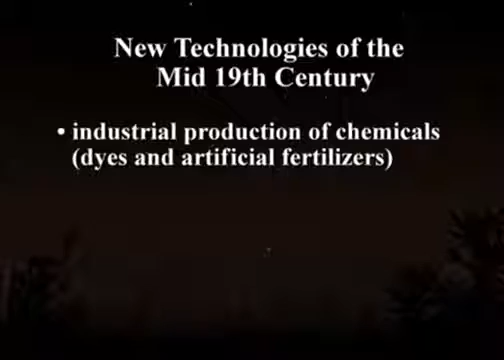 New Technologies of the
Mid 19th Century
• industrial production of chemicals
(dyes and artificial fertilizers)